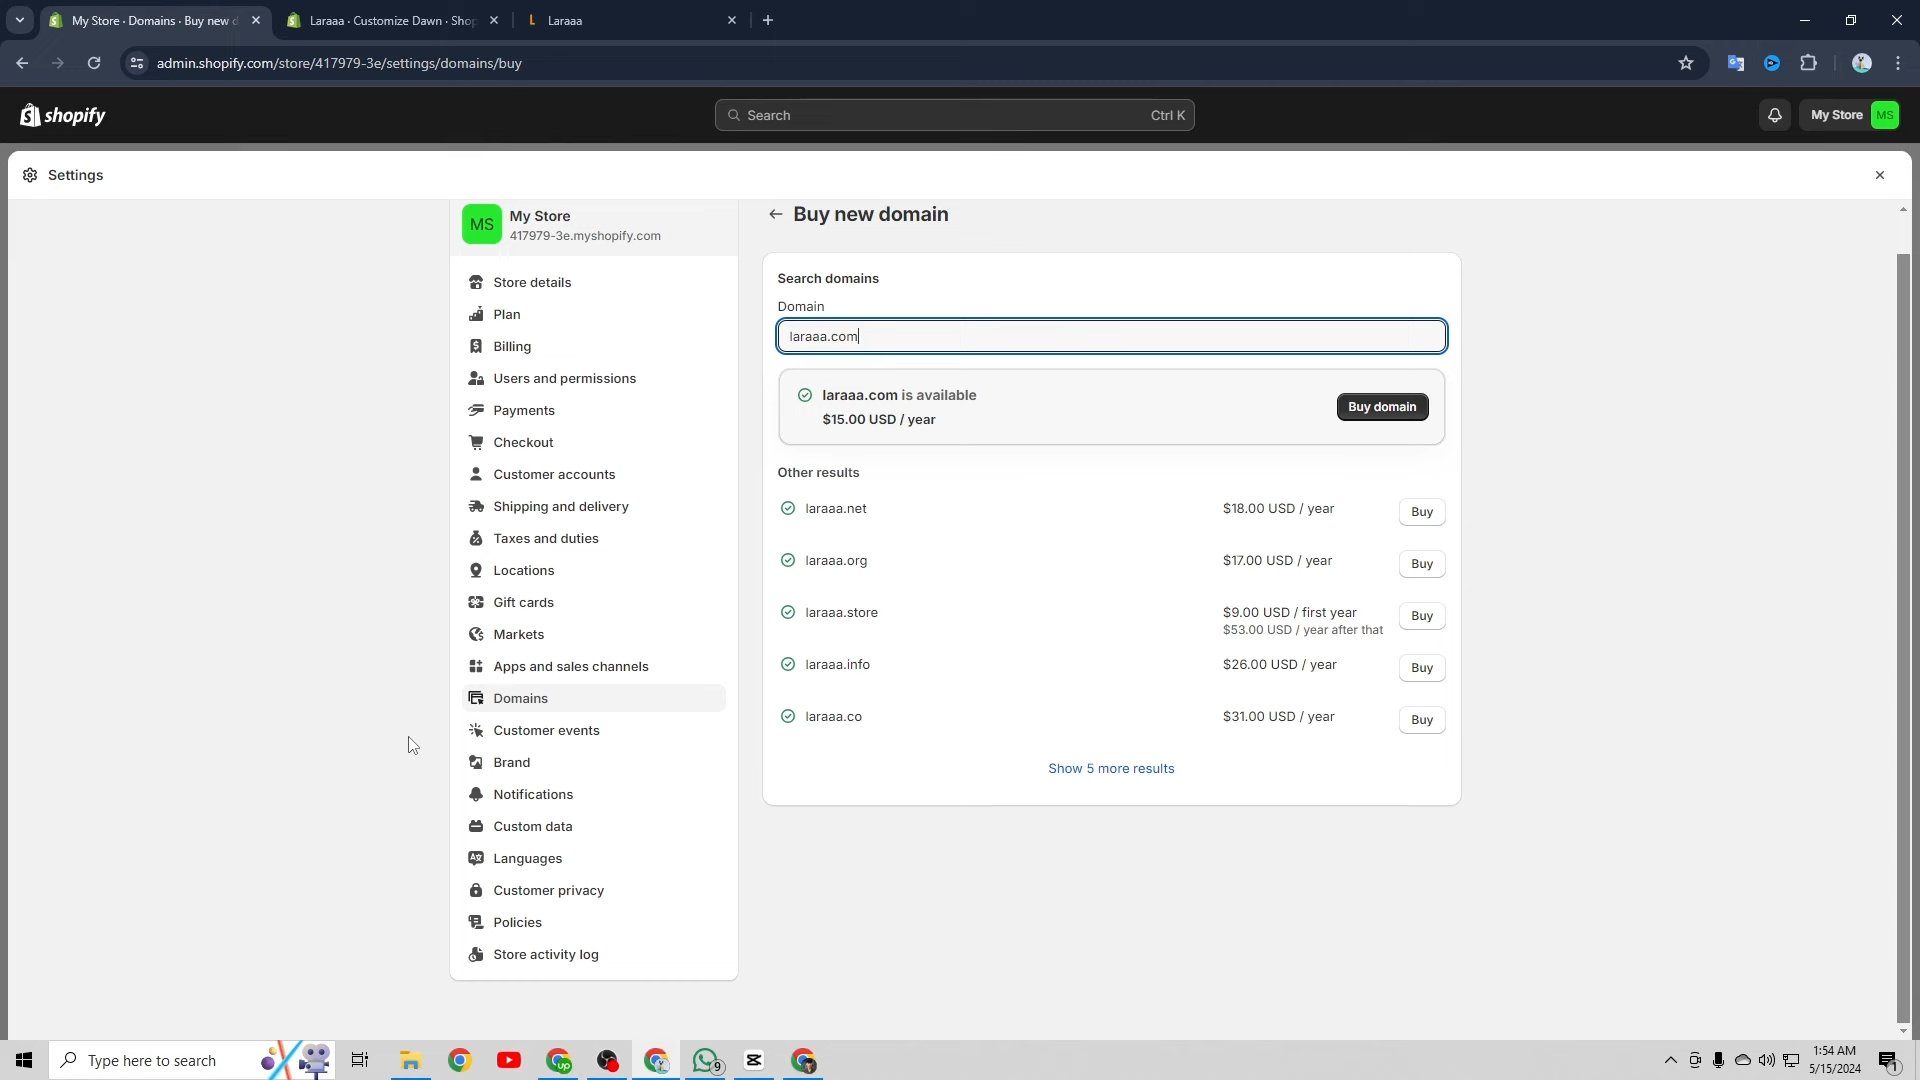 My Store · Domains · Buy new d
Laraaa · Customize Dawn · Shop
Laraaa
admin.shopify.com/store/417979-3e/settings/domains/buy
shopify
Search
Ctrl K
My Store
MS
Settings
MS
My Store
417979-3e.myshopify.com
Store details
Plan
Billing
Users and permissions
Payments
Checkout
Customer accounts
Shipping and delivery
Taxes and duties
Locations
Gift cards
Markets
Apps and sales channels
Domains
Customer events
Brand
Notifications
Custom data
Languages
Customer privacy
Policies
Store activity log
Buy new domain
Search domains
Domain
laraaa.com
laraaa.com is available
$15.00 USD / year
Buy domain
Other results
laraaa.net
$18.00 USD / year
Buy
laraaa.org
$17.00 USD / year
Buy
laraaa.store
$9.00 USD / first year
$53.00 USD / year after that
Buy
laraaa.info
$26.00 USD / year
Buy
laraaa.co
$31.00 USD / year
Buy
Show 5 more results
Type here to search
up
9
1:54 AM
5/15/2024
1